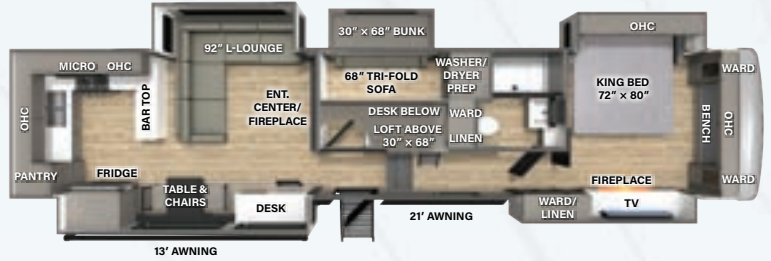 OHC
MICRO OHC
BAR TOP
PANTRY
FRIDGE
92" L-LOUNGE
ENT.
CENTER/
FIREPLACE
TABLE &
CHAIRS
DESK
13' AWNING
30" × 68" BUNK
68" TRI-FOLD
SOFA
DESK BELOW
LOFT ABOVE
30" × 68"
WASHER/
DRYER
PREP
WARD
LINEN
21' AWNING
OHC
KING BED
72" × 80"
FIREPLACE
WARD/
LINEN
TV
BENCH
OHC
WARD
WARD